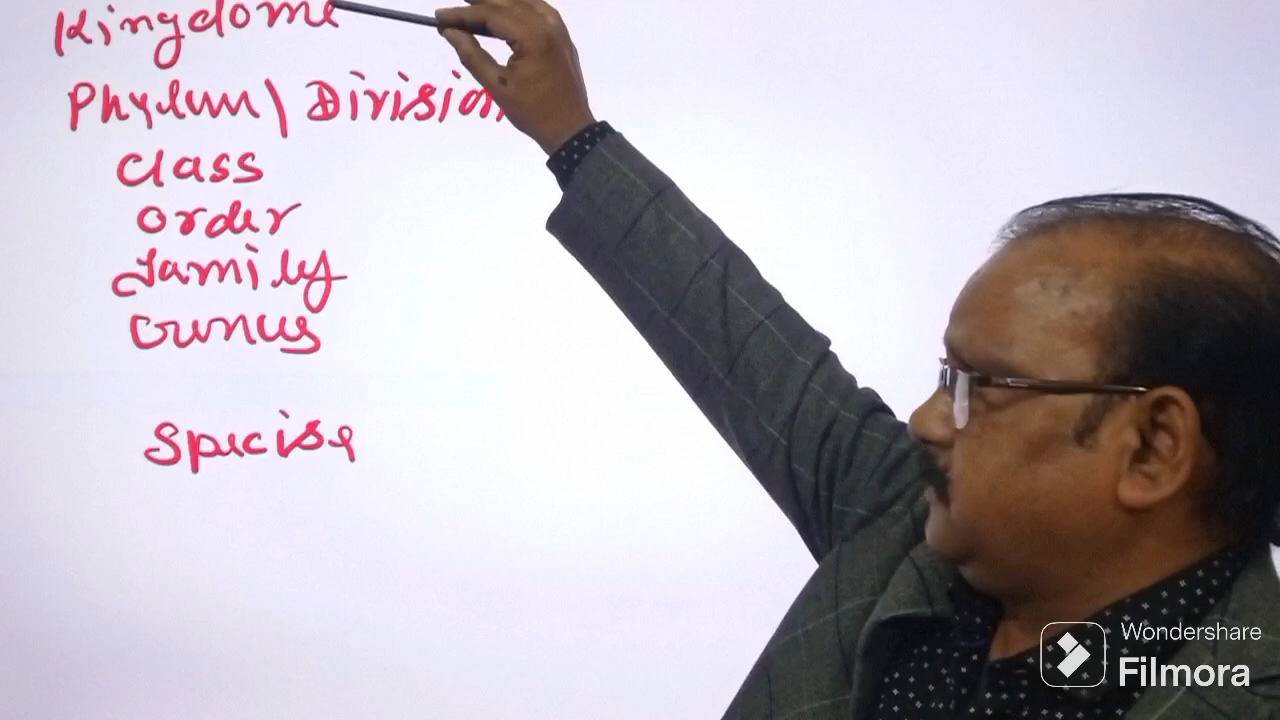 Kingdome
Phylum / Division
Class
Order
Family
Genus
Specise
Wondershare
Filmora